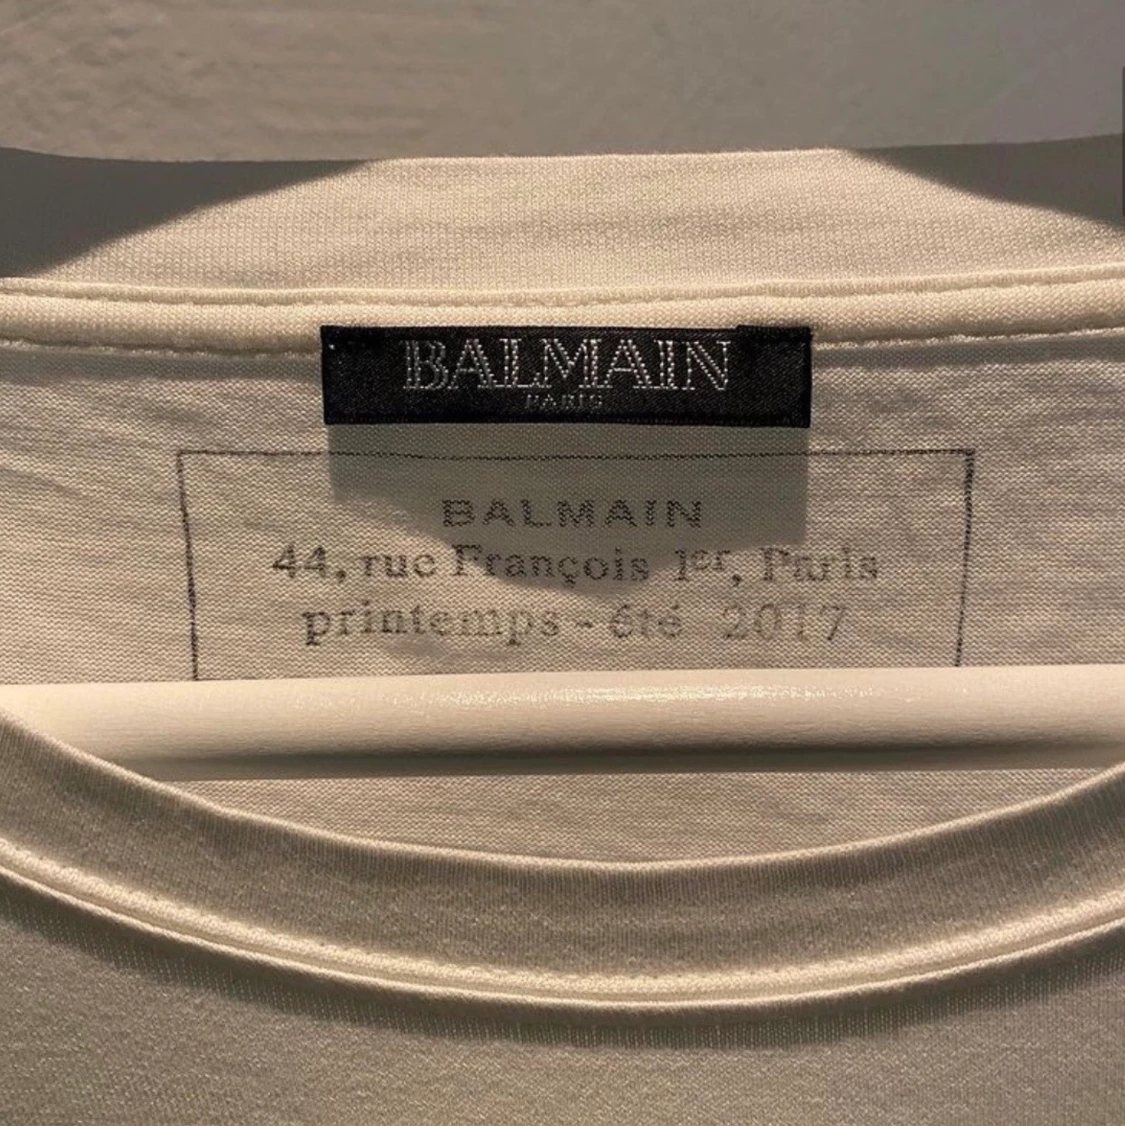 BALMAIN
PARIS
BALMAIN
44, rue François 1er, Paris
printemps - été 2017